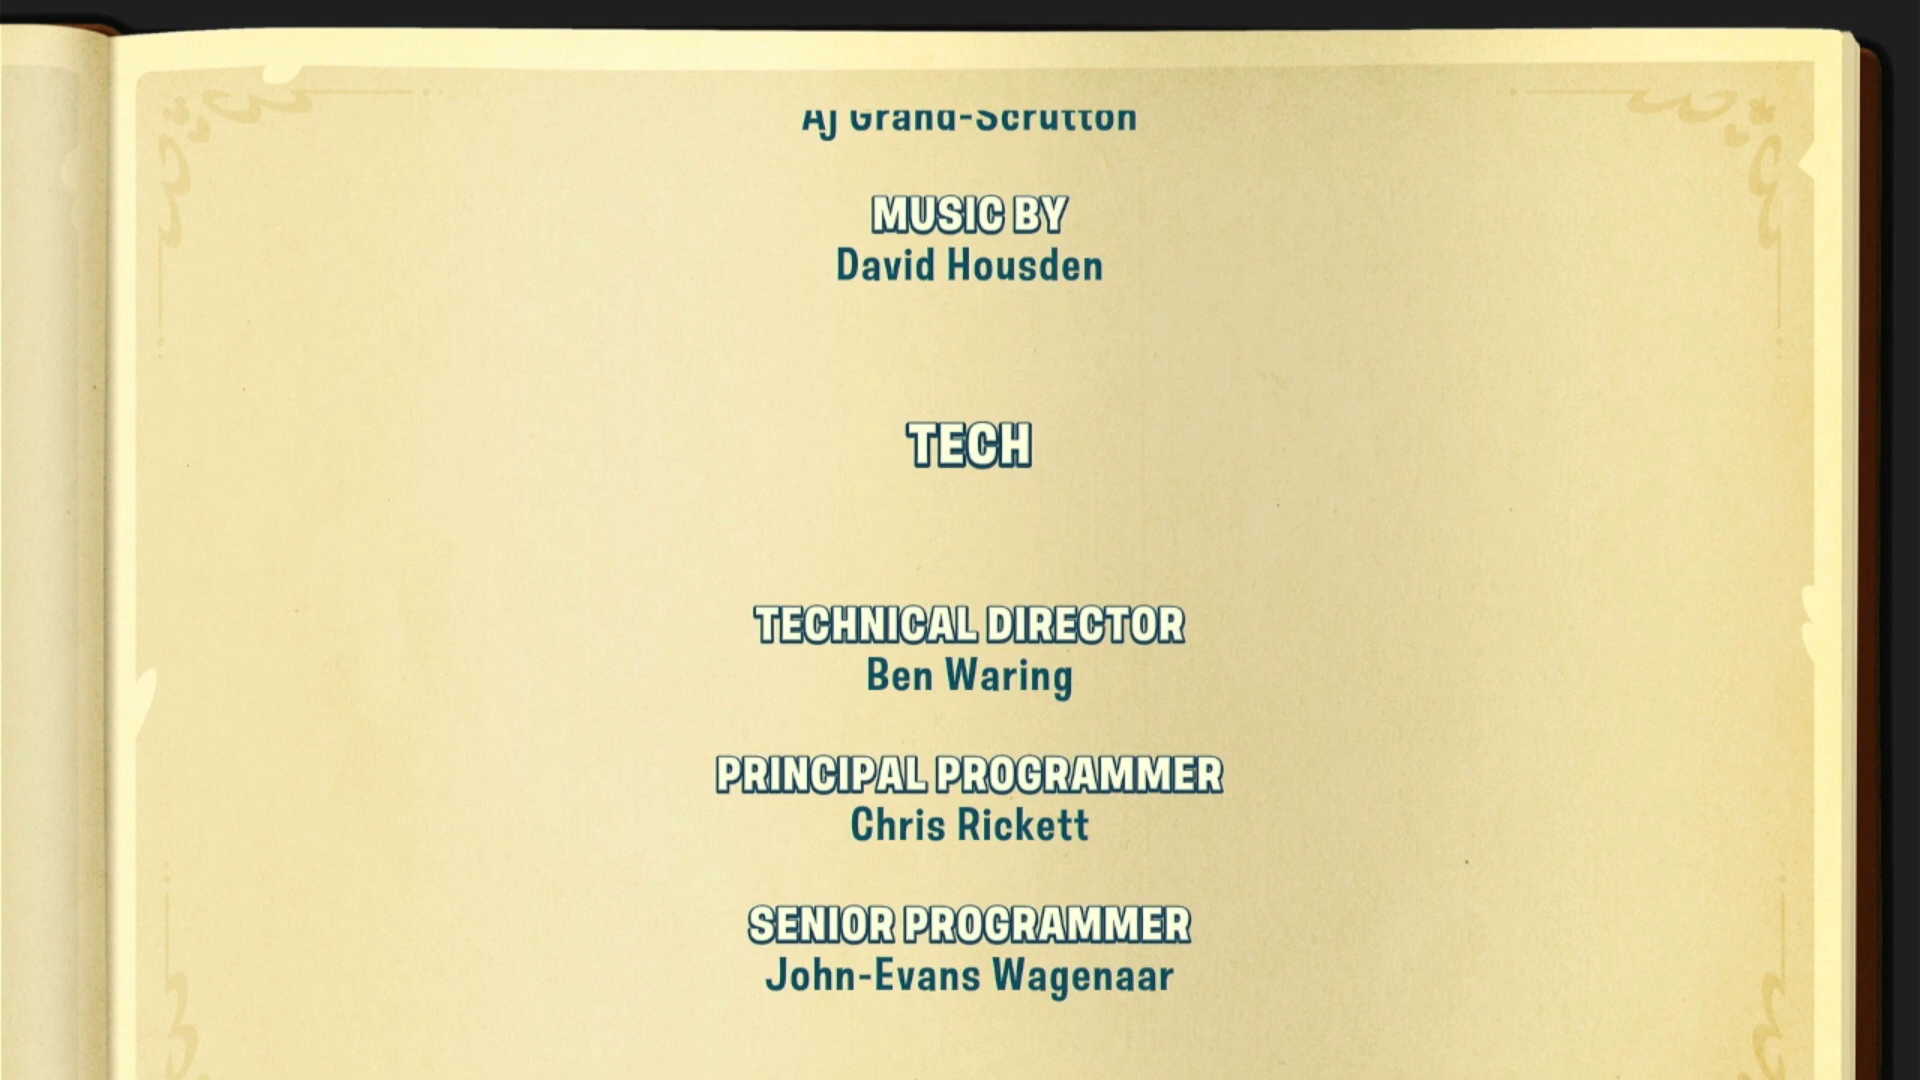 Aj Grand-Scrutton
MUSIC BY
David Housden
TECH
TECHNICAL DIRECTOR
Ben Waring
PRINCIPAL PROGRAMMER
Chris Rickett
SENIOR PROGRAMMER
John-Evans Wagenaar